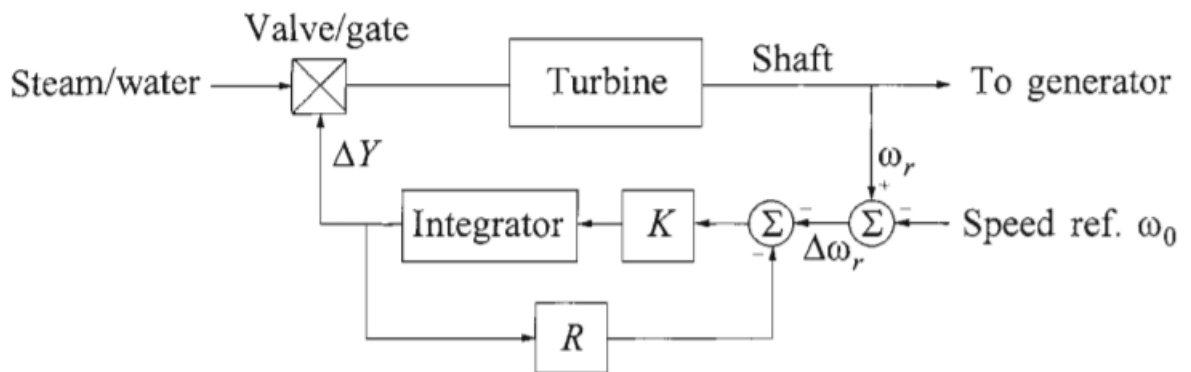 Valve/gate
Steam/water
Turbine
Shaft
To generator
ΔY
ω_r
+
Integrator
K
−
Σ
−
Δω_r
Σ
−
Speed ref. ω_0
R